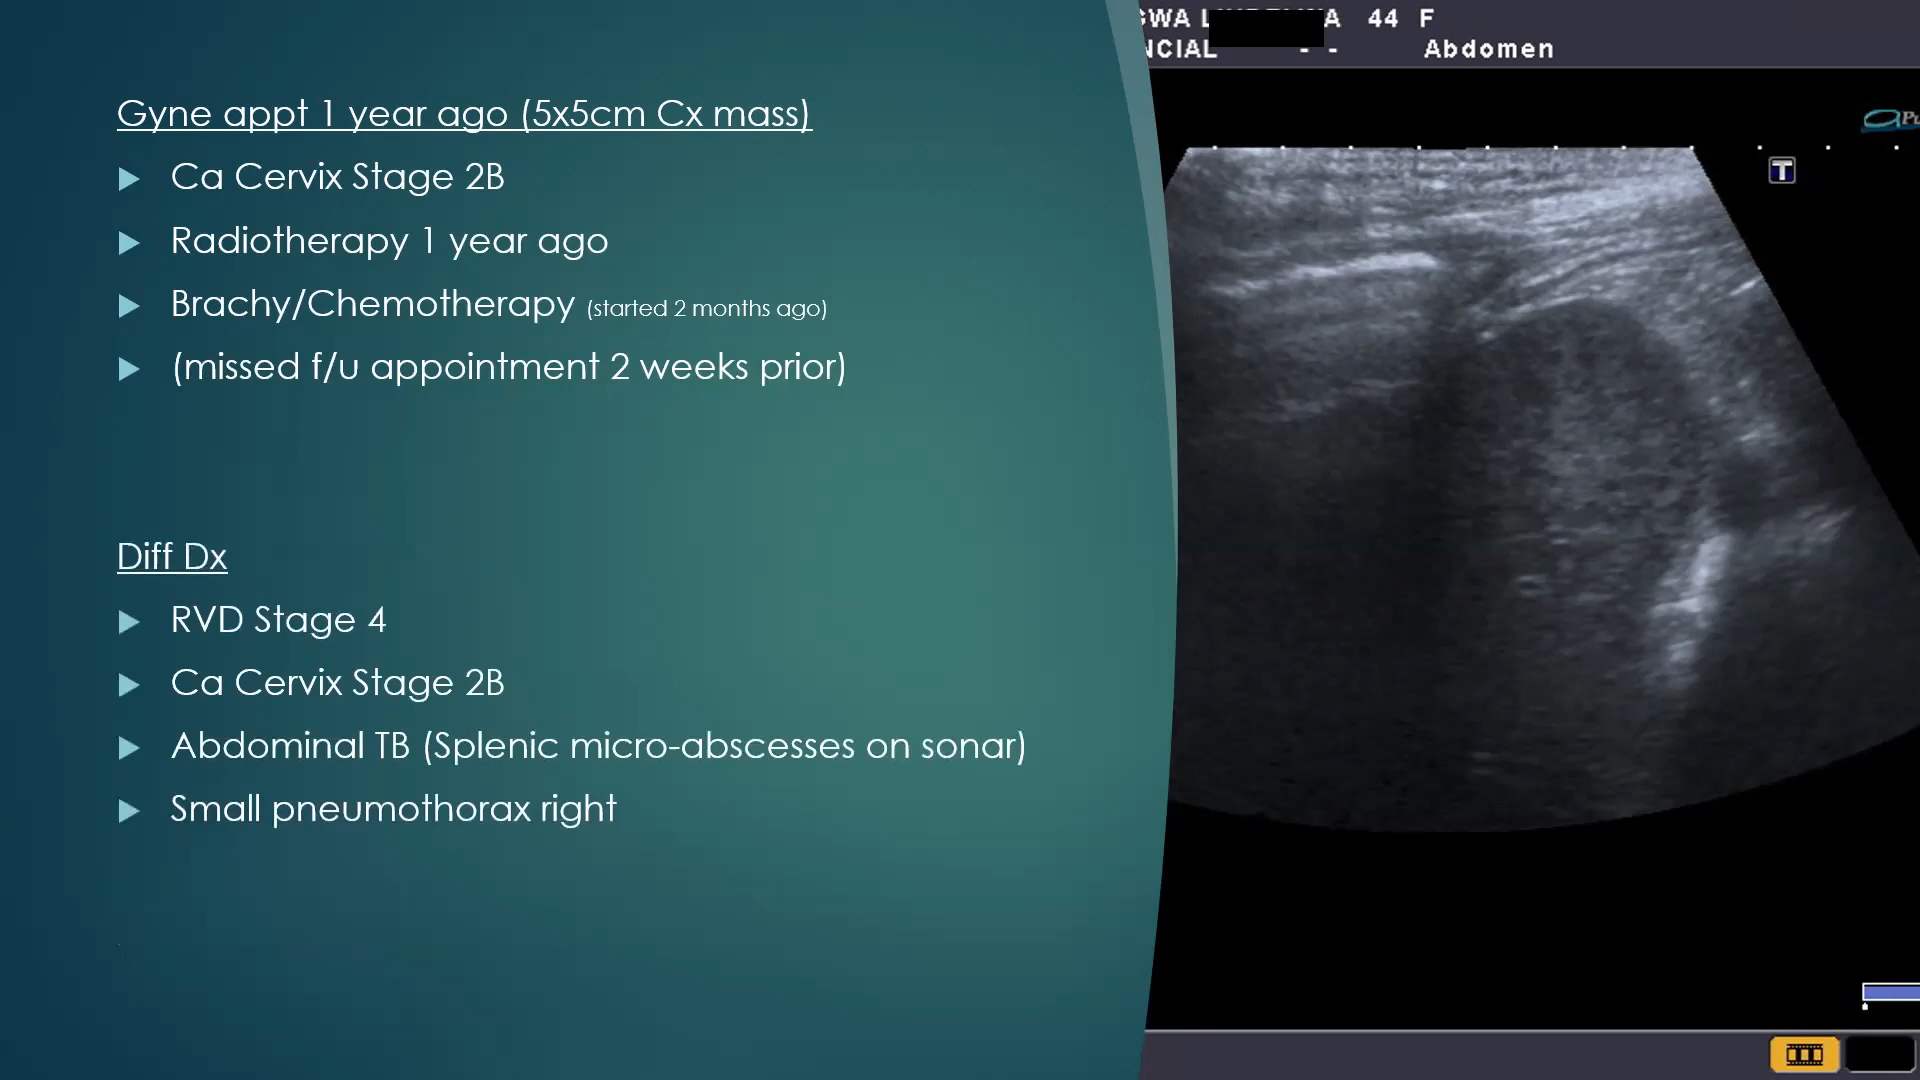 Gyne appt 1 year ago (5x5cm Cx mass)
Ca Cervix Stage 2B
Radiotherapy 1 year ago
Brachy/Chemotherapy (started 2 months ago)
(missed f/u appointment 2 weeks prior)
Diff Dx
RVD Stage 4
Ca Cervix Stage 2B
Abdominal TB (Splenic micro-abscesses on sonar)
Small pneumothorax right
44 F
- - Abdomen
T